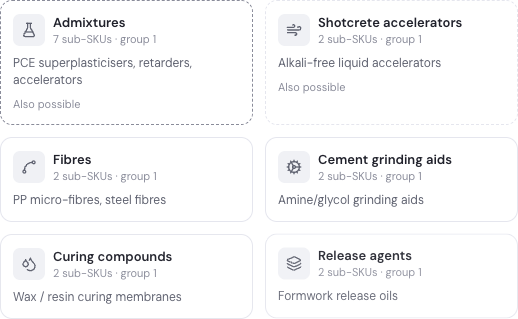 Admixtures
7 sub-SKUs · group 1
PCE superplasticisers, retarders,
accelerators
Also possible
Shotcrete accelerators
2 sub-SKUs · group 1
Alkali-free liquid accelerators
Also possible
Fibres
2 sub-SKUs · group 1
PP micro-fibres, steel fibres
Cement grinding aids
2 sub-SKUs · group 1
Amine/glycol grinding aids
Curing compounds
2 sub-SKUs · group 1
Wax / resin curing membranes
Release agents
2 sub-SKUs · group 1
Formwork release oils